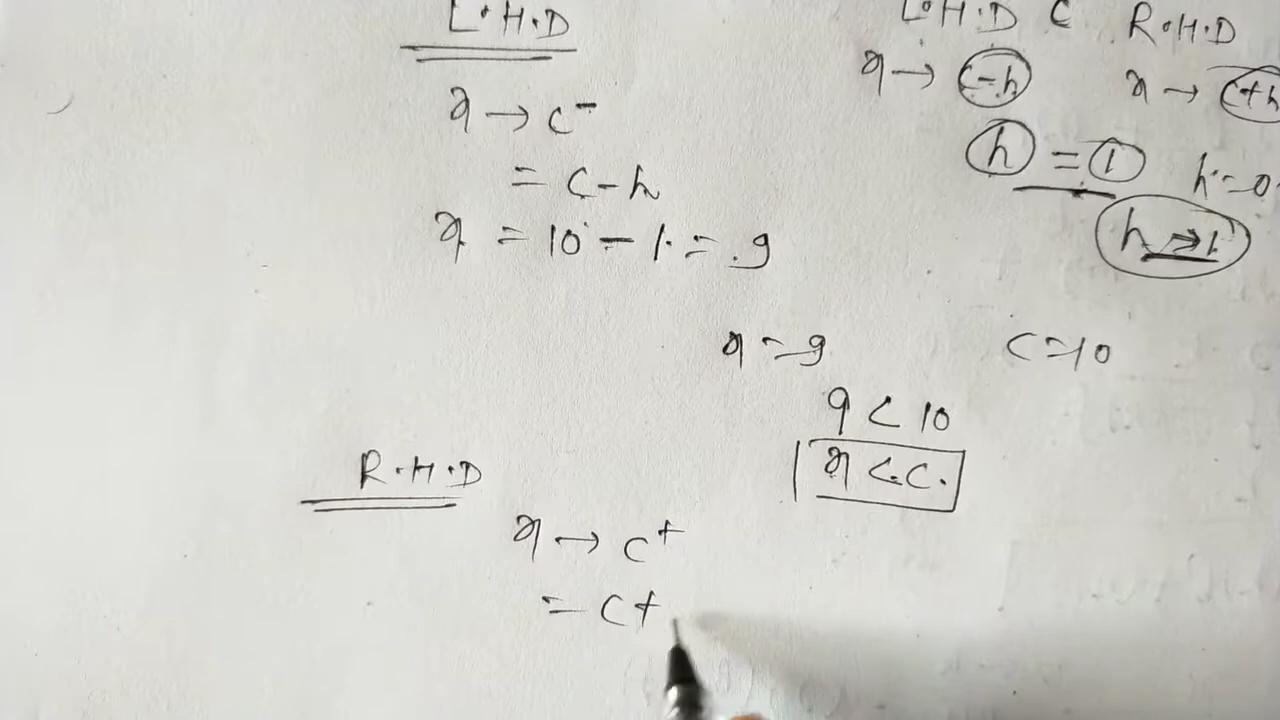 L.H.D
x → c⁻
= c-h
x = 10 - 1 = 9
L.H.D C R.H.D
x → c-h x → c+h
h = 1 h=0.
h → 1
x = 9 c=10
9 < 10
x < c.
R.H.D
x → c⁺
= c+